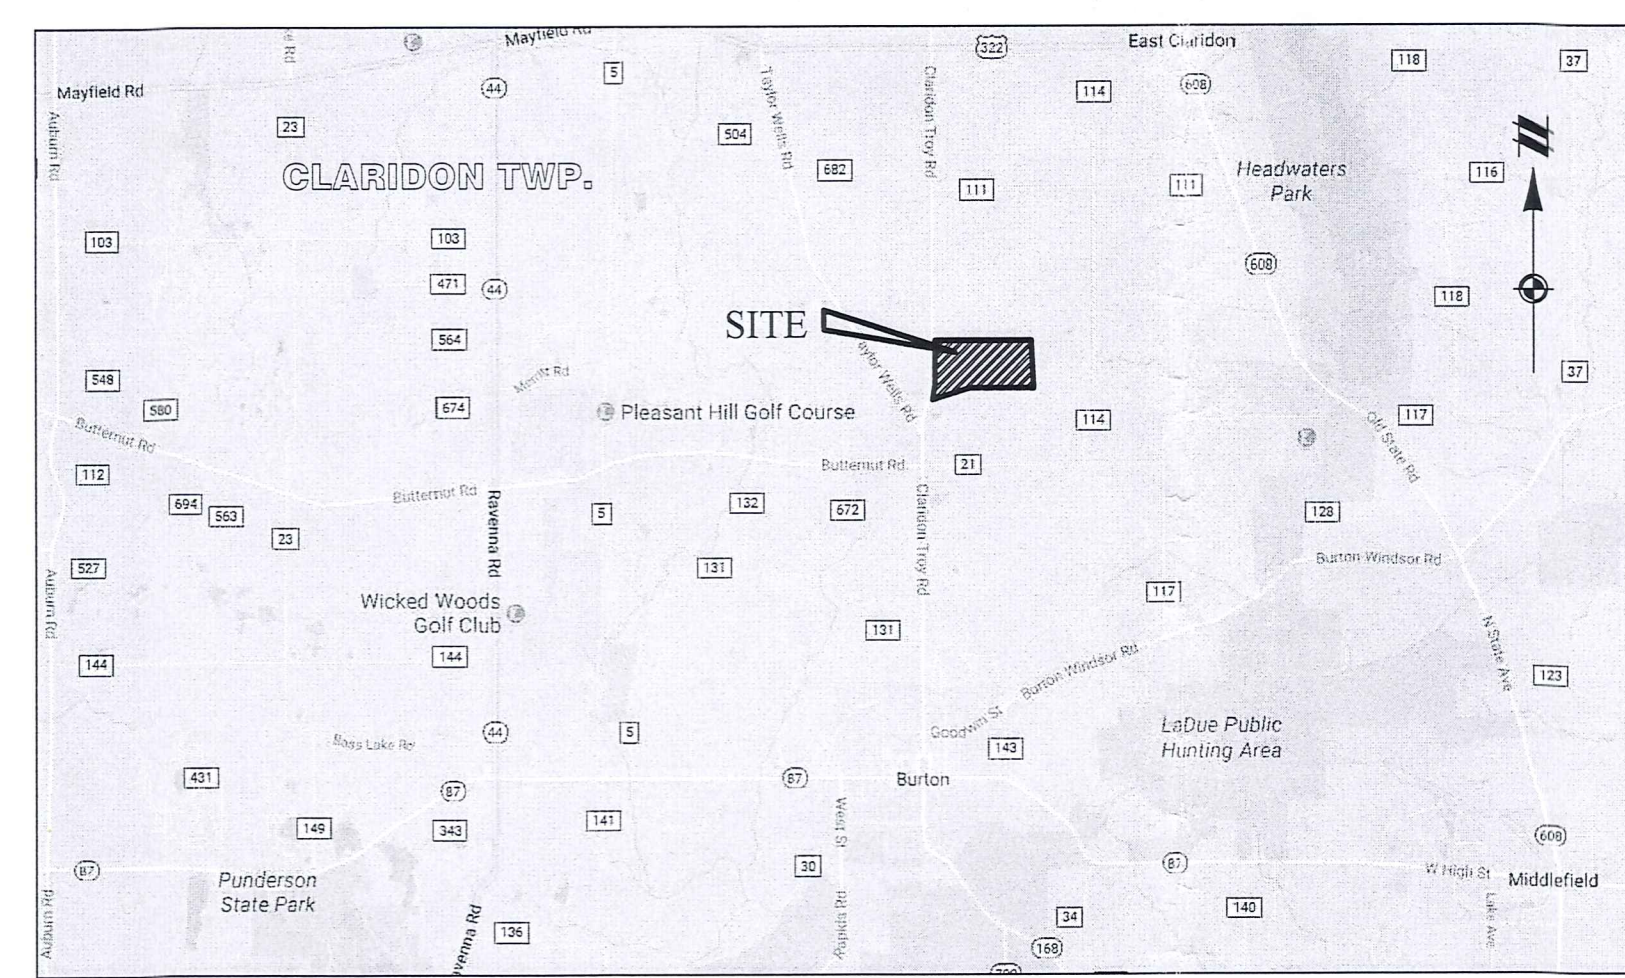 Mayfield Rd
322
East Claridon
118
37
5
44
Mayfield Rd
114
608
23
Auburn Rd
Taylor Wells Rd
Claridon Troy Rd
504
682
CLARIDON TWP.
111
111
Headwaters
Park
116
103
103
471
44
608
118
SITE
564
548
580
Merritt Rd
674
Pleasant Hill Golf Course
114
37
117
Old State Rd
Butternut Rd
Butternut Rd
21
112
Butternut Rd
694
563
23
Ravenna Rd
5
132
672
Claridon Troy Rd
128
527
131
Burton Windsor Rd
Auburn Rd
Wicked Woods
Golf Club
117
131
144
144
Burton Windsor Rd
N State Ave
123
Goodwin St
143
LaDue Public
Hunting Area
Bass Lake Rd
44
5
431
87
87
Burton
149
343
141
West St
608
87
30
87
W High St
Middlefield
Punderson
State Park
Auburn Rd
136
Rapids Rd
34
140
Lake Ave
168